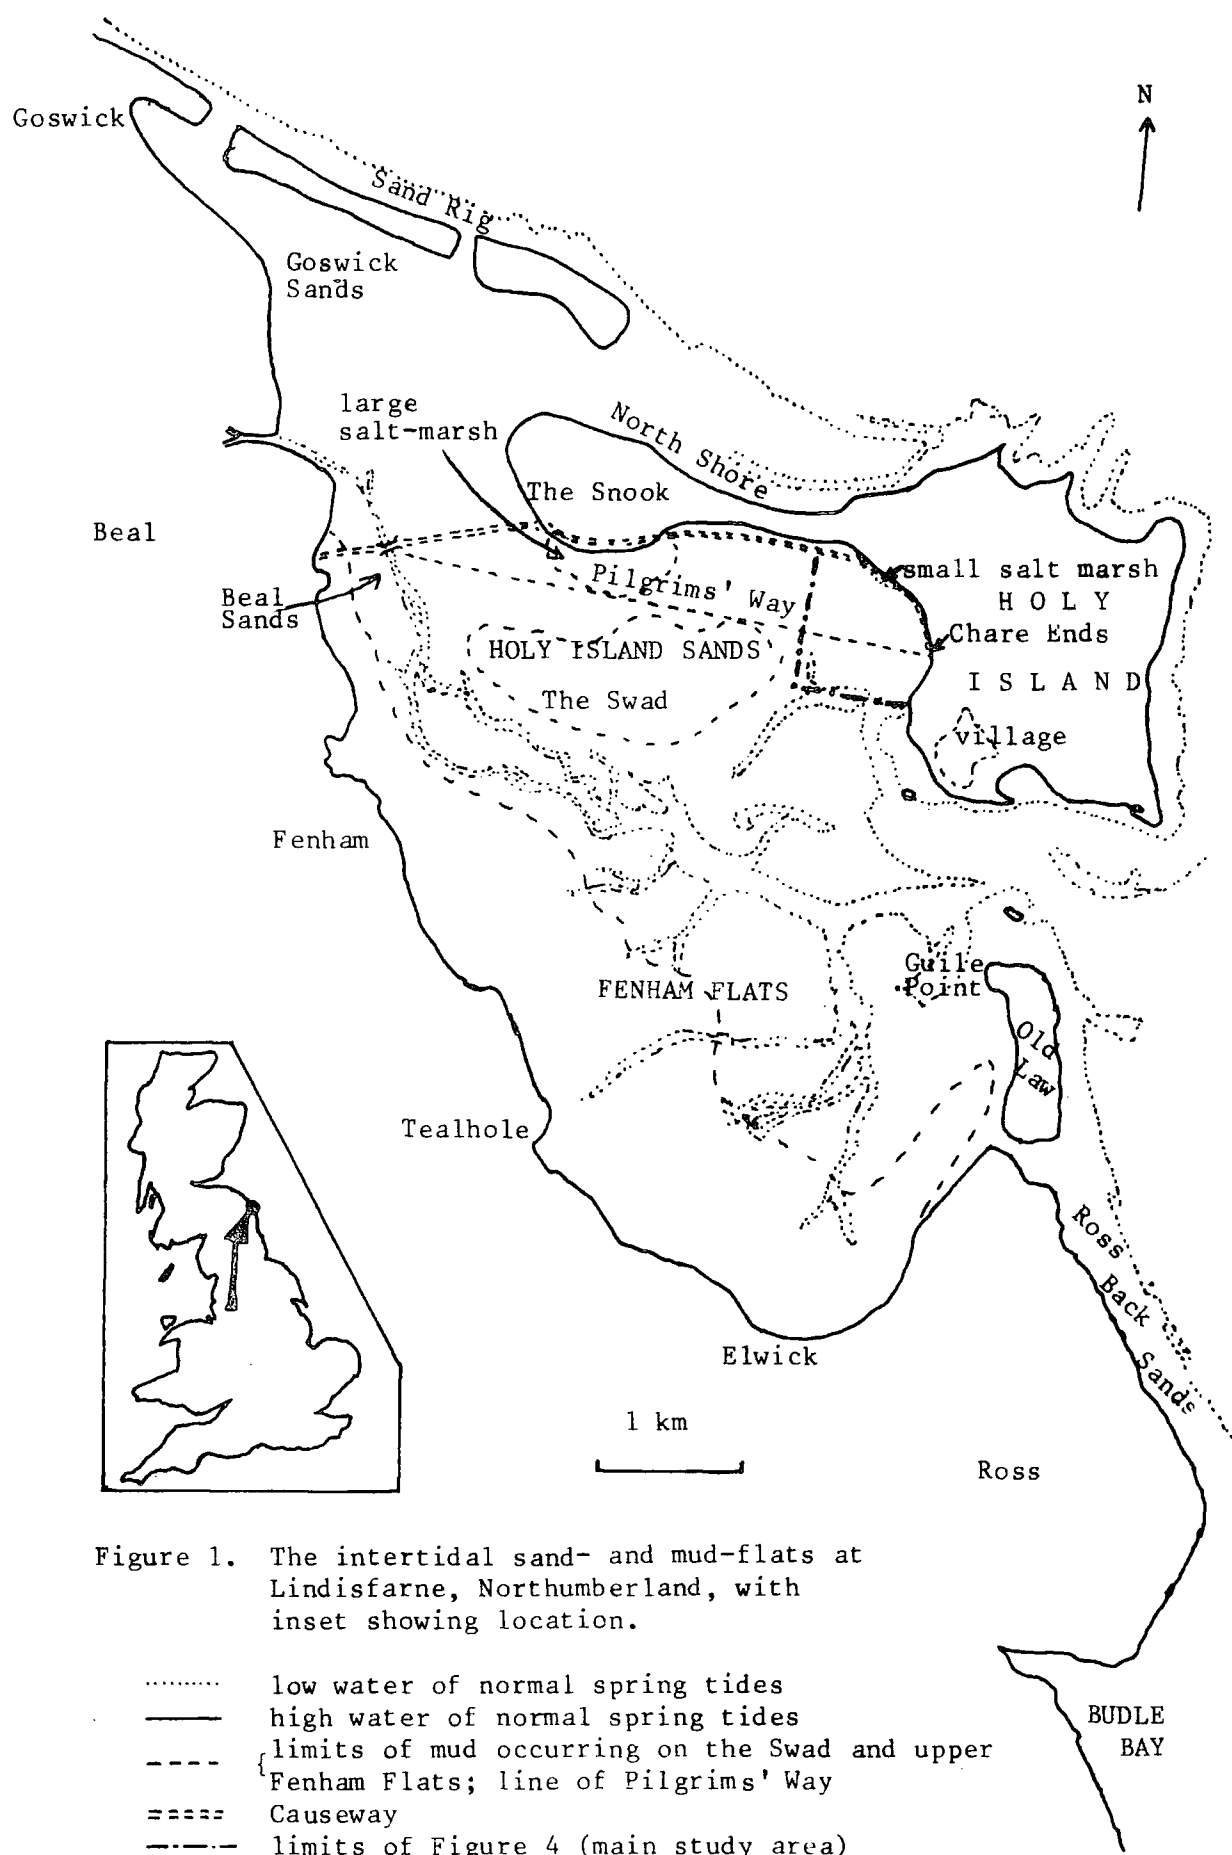 N
Goswick
Sand Rig
Goswick
Sands
large
salt-marsh
North Shore
The Snook
Beal
small salt marsh
Pilgrims' Way
HOLY
Beal
Sands
Chare Ends
HOLY ISLAND SANDS
ISLAND
The Swad
village
Fenham
Guile
Point
FENHAM FLATS
Old
Law
Tealhole
Ross
Back
Sands
Elwick
1 km
Ross
Figure 1. The intertidal sand- and mud-flats at
Lindisfarne, Northumberland, with
inset showing location.
low water of normal spring tides
high water of normal spring tides
limits of mud occurring on the Swad and upper
Fenham Flats; line of Pilgrims' Way
Causeway
limits of Figure 4 (main study area)
BUDLE
BAY